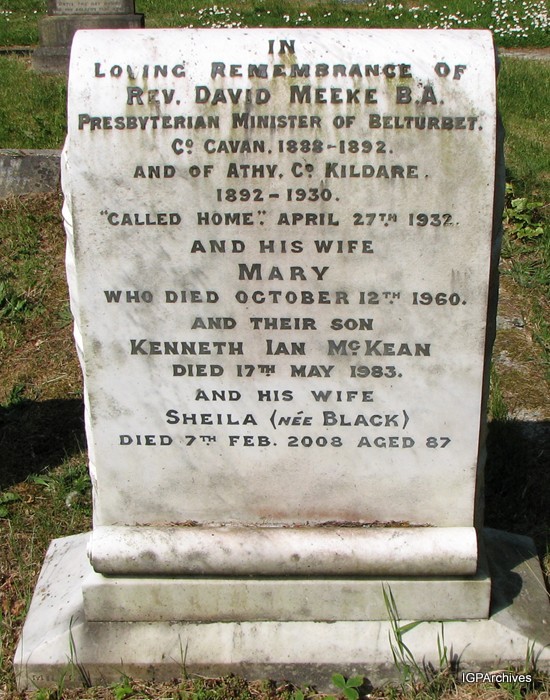 IN
LOVING REMEMBRANCE OF
REV. DAVID MEEKE B.A.
PRESBYTERIAN MINISTER OF BELTURBET.
Cº CAVAN, 1888-1892.
AND OF ATHY, Cº KILDARE.
1892-1930.
"CALLED HOME". APRIL 27TH 1932.
AND HIS WIFE
MARY
WHO DIED OCTOBER 12TH 1960.
AND THEIR SON
KENNETH IAN McKEAN
DIED 17TH MAY 1983.
AND HIS WIFE
SHEILA (NÉE BLACK)
DIED 7TH FEB. 2008 AGED 87
IGPArchives